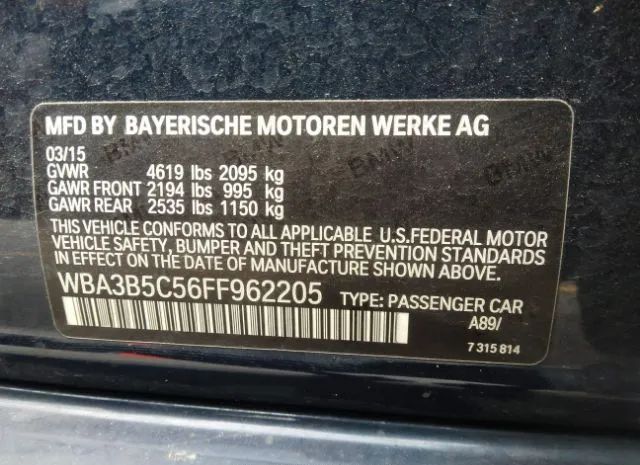 MFD BY BAYERISCHE MOTOREN WERKE AG
03/15
GVWR 4619 lbs 2095 kg
GAWR FRONT 2194 lbs 995 kg
GAWR REAR 2535 lbs 1150 kg
THIS VEHICLE CONFORMS TO ALL APPLICABLE U.S.FEDERAL MOTOR
VEHICLE SAFETY, BUMPER AND THEFT PREVENTION STANDARDS
IN EFFECT ON THE DATE OF MANUFACTURE SHOWN ABOVE.
WBA3B5C56FF962205 TYPE: PASSENGER CAR
A89/
7 315 814